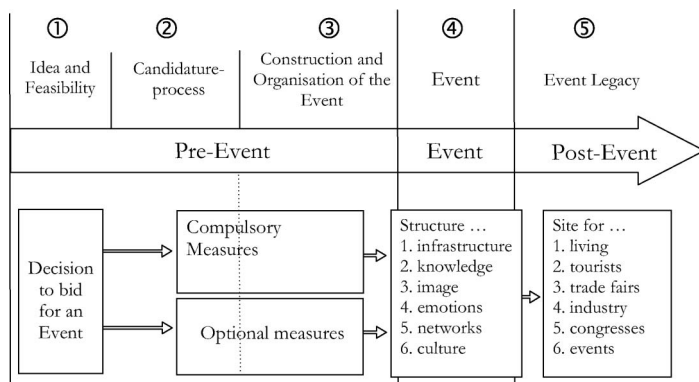 ① ② ③ ④ ⑤
Idea and
Feasibility
Candidature-
process
Construction and
Organisation of the
Event
Event
Event Legacy
Pre-Event
Event
Post-Event
Decision
to bid
for an
Event
Compulsory
Measures
Optional measures
Structure ...
1. infrastructure
2. knowledge
3. image
4. emotions
5. networks
6. culture
Site for ...
1. living
2. tourists
3. trade fairs
4. industry
5. congresses
6. events